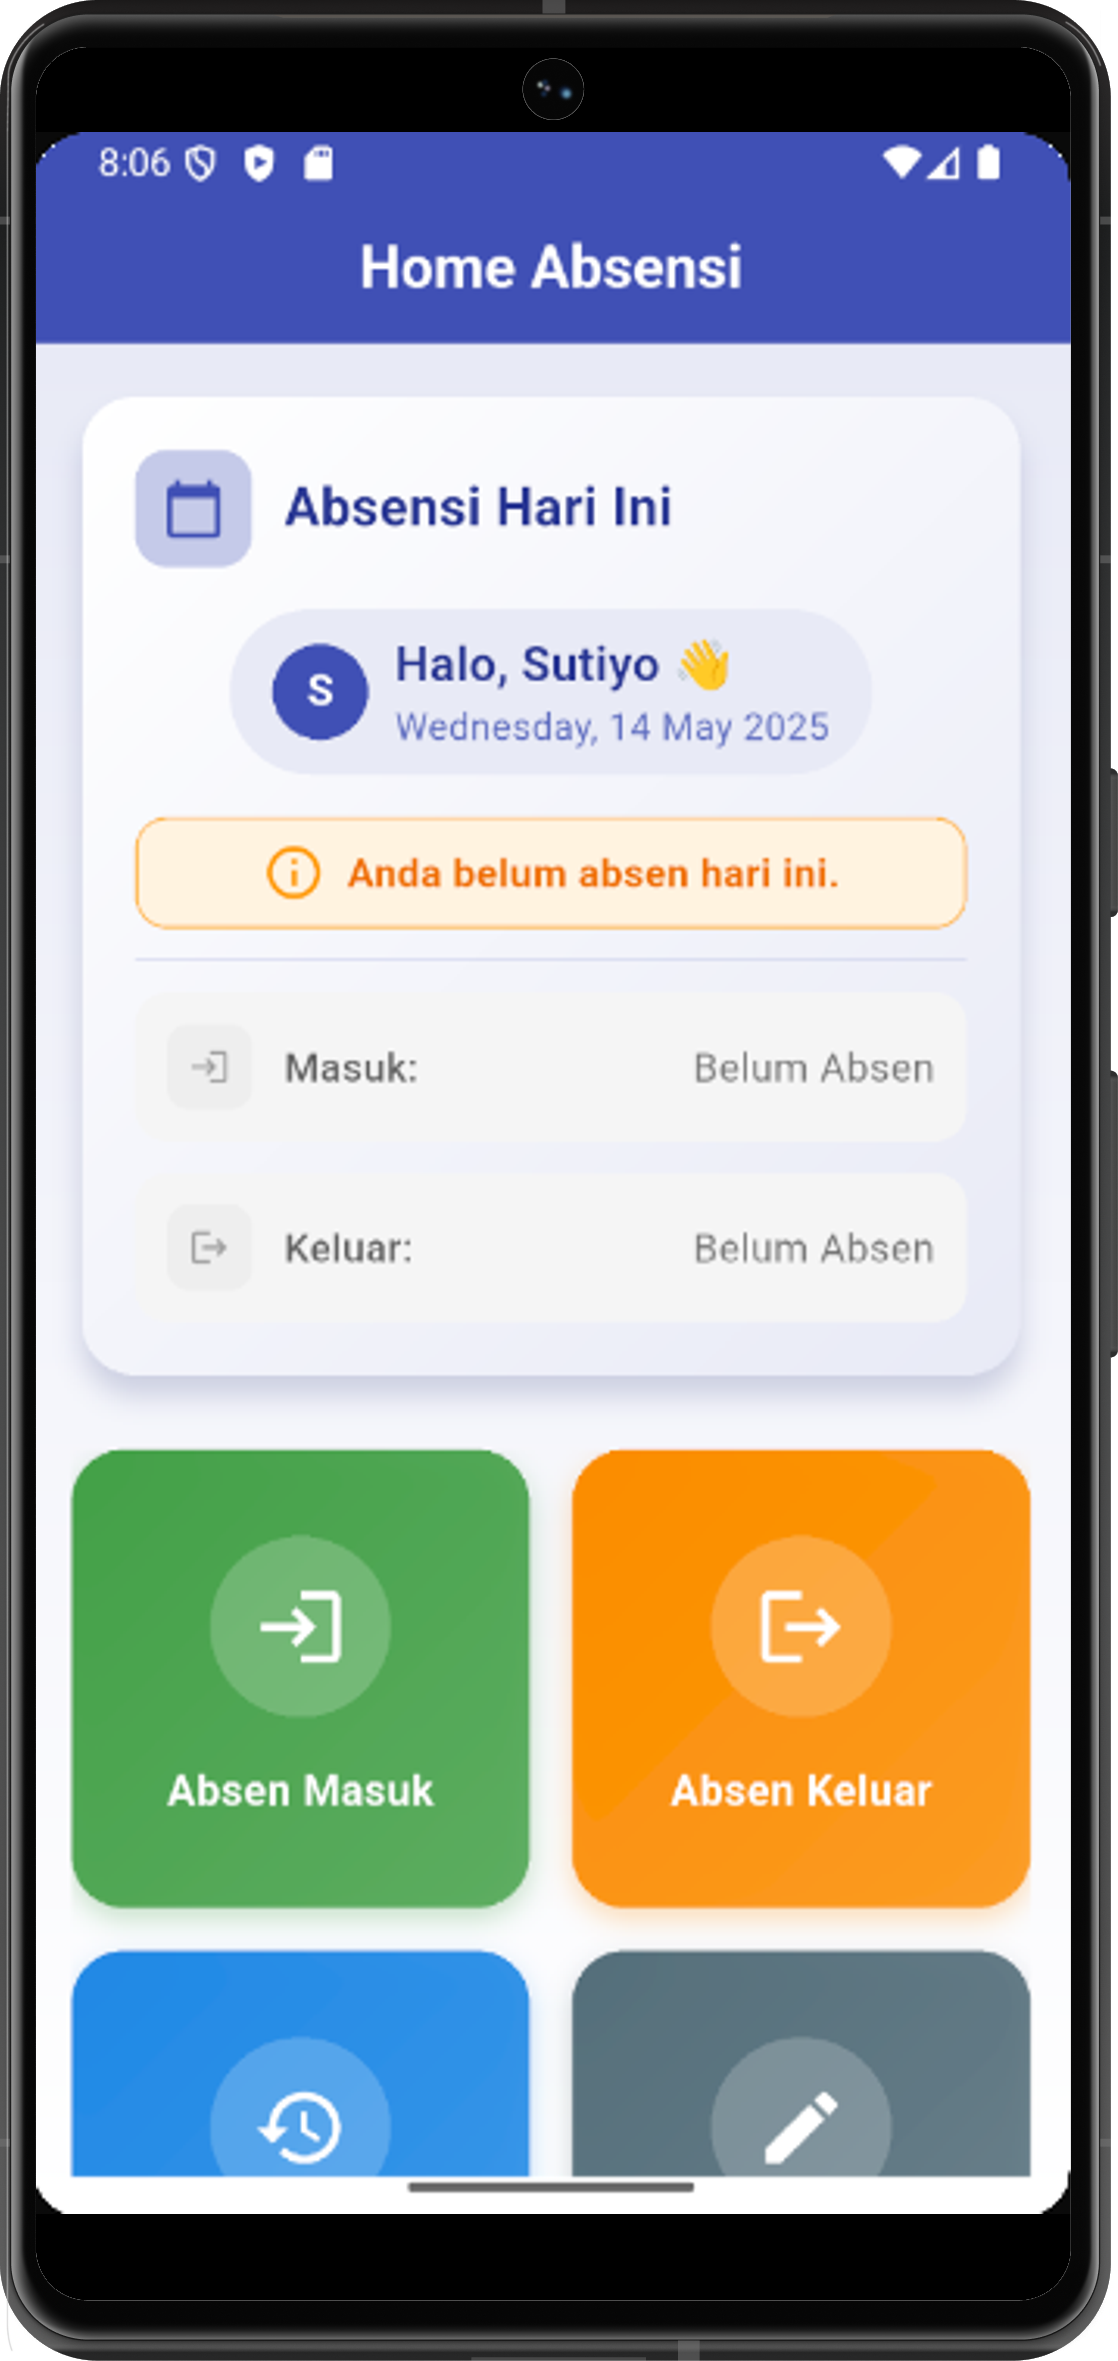 8:06
Home Absensi
Absensi Hari Ini
S
Halo, Sutiyo 👋
Wednesday, 14 May 2025
Anda belum absen hari ini.
Masuk: Belum Absen
Keluar: Belum Absen
Absen Masuk
Absen Keluar